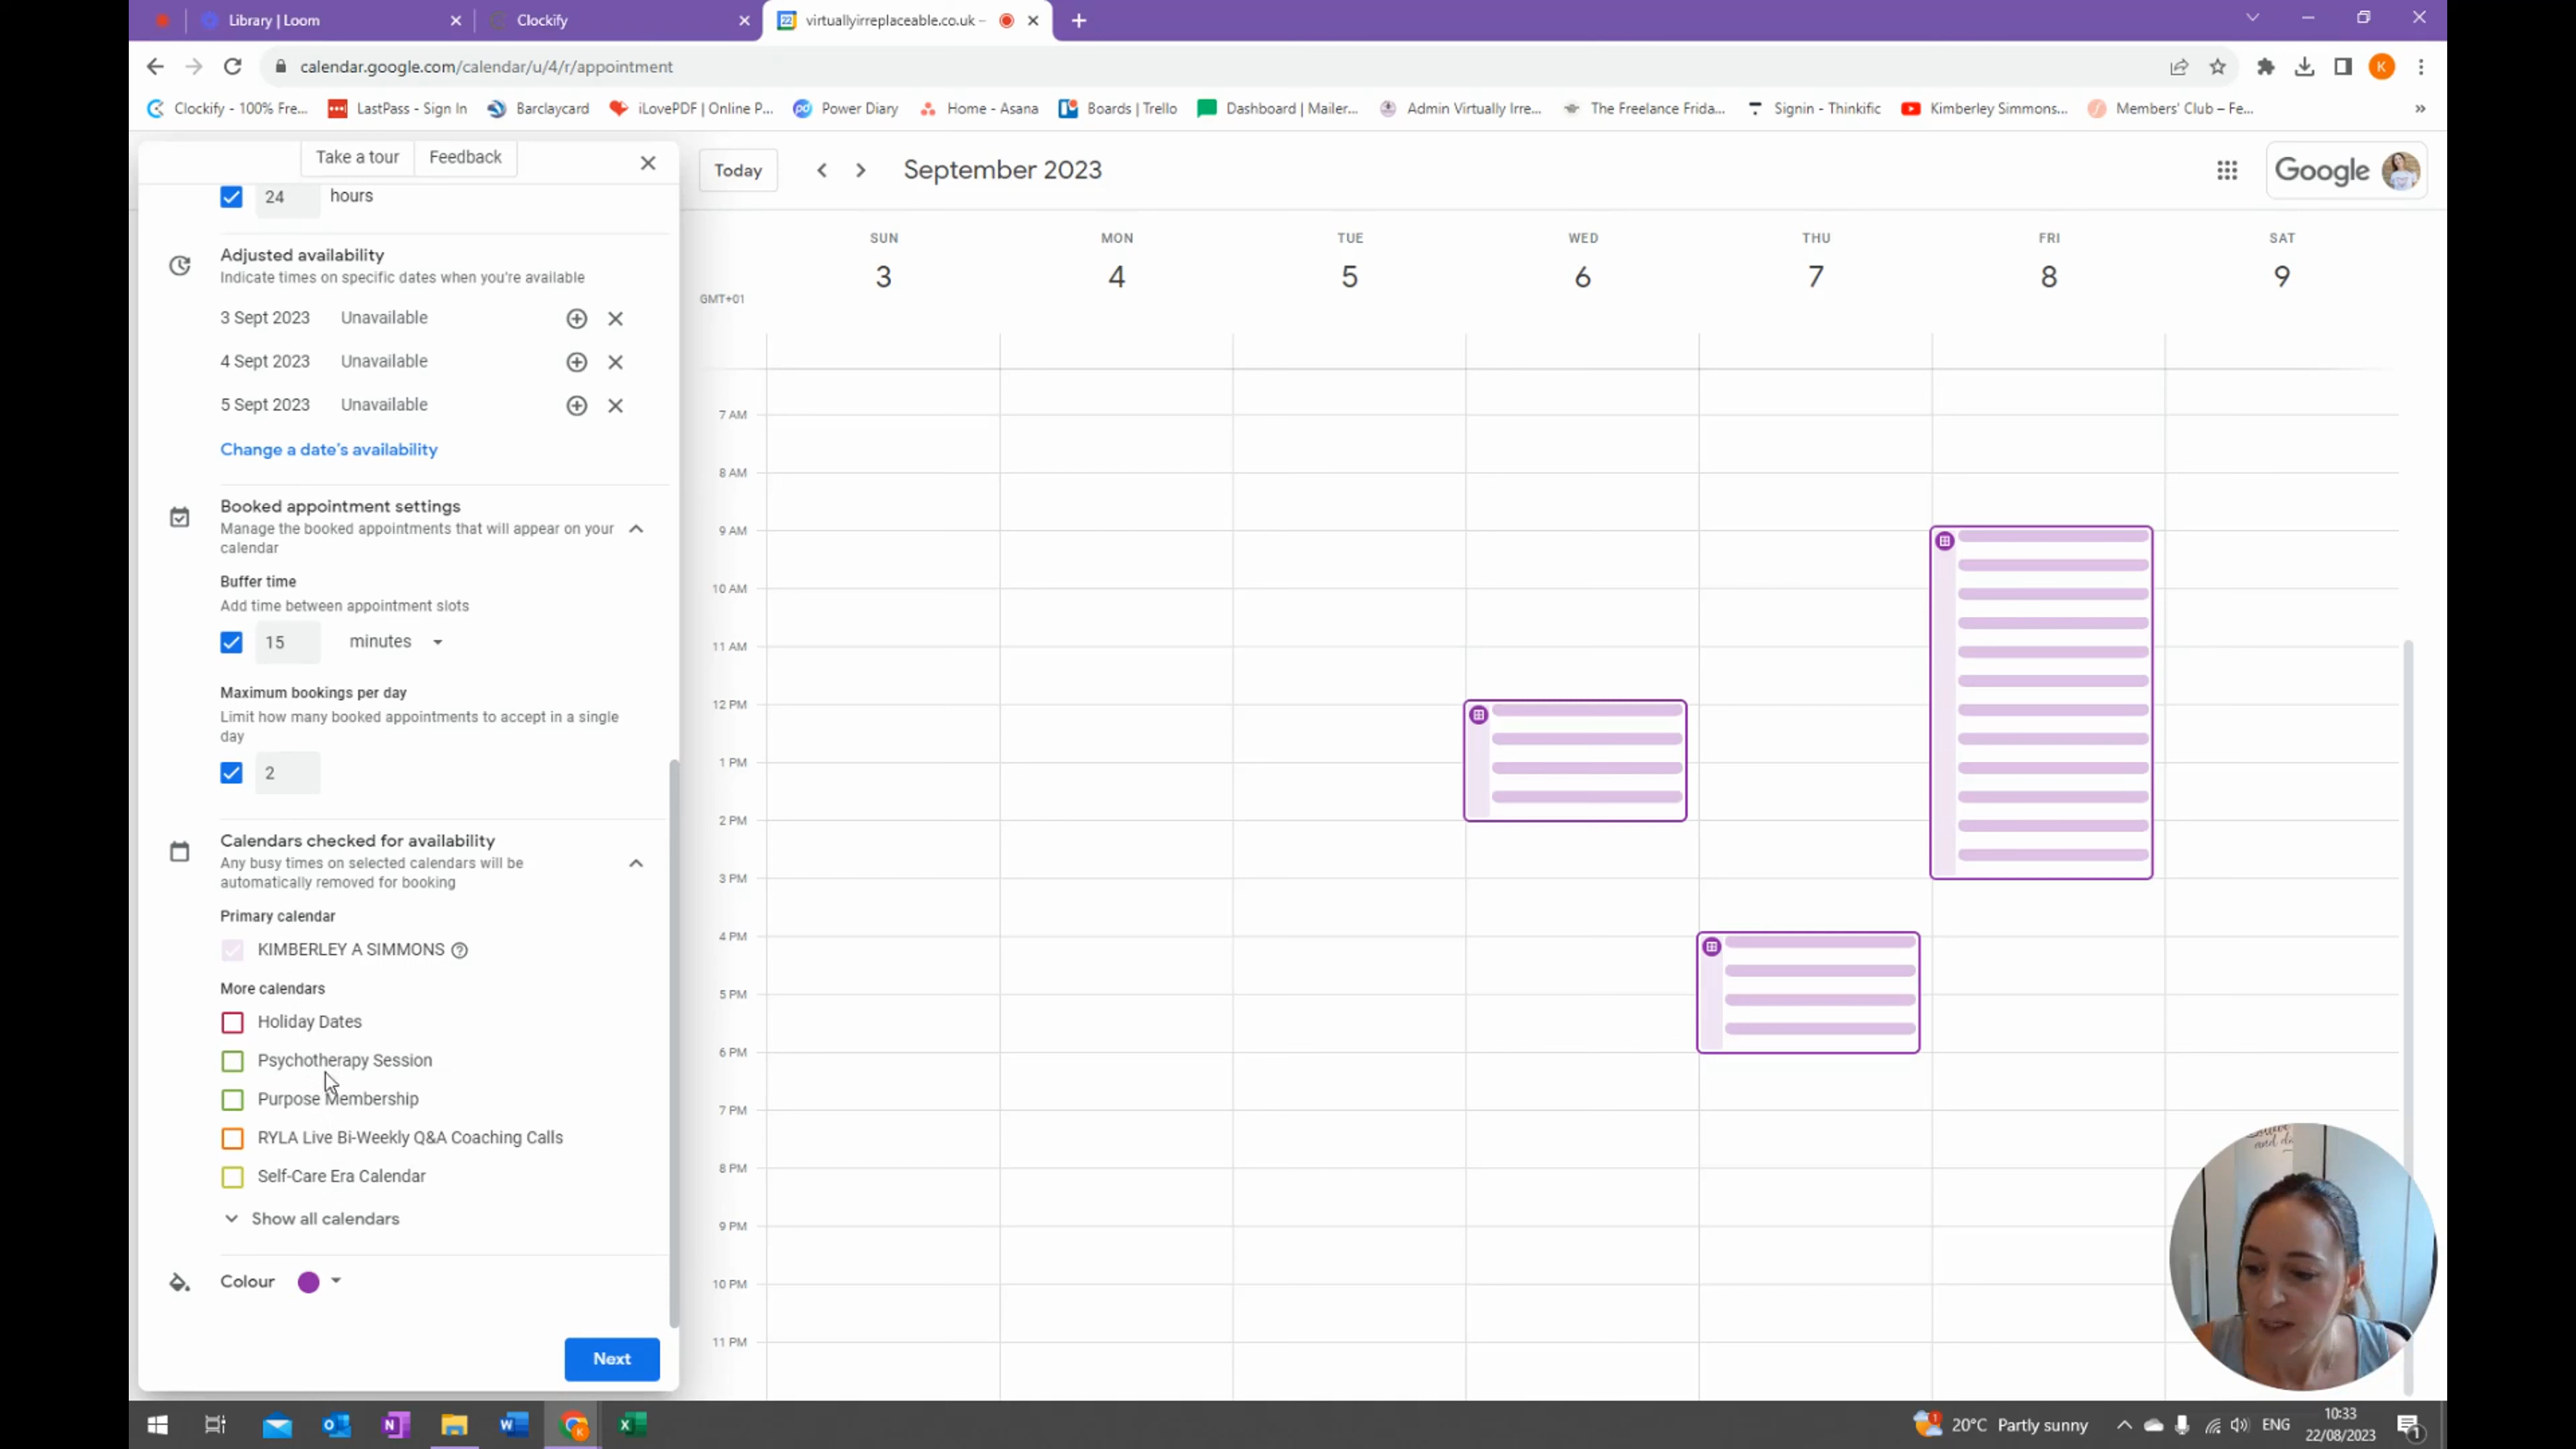 Library | Loom
Clockify
22 virtuallyirreplaceable.co.uk –
calendar.google.com/calendar/u/4/r/appointment
K
Clockify - 100% Fre...
LastPass - Sign In
Barclaycard
iLovePDF | Online P...
Power Diary
Home - Asana
Boards | Trello
Dashboard | Mailer...
Admin Virtually Irre...
The Freelance Frida...
Signin - Thinkific
Kimberley Simmons...
Members' Club – Fe...
»
Take a tour
Feedback
Today
September 2023
Google
24 hours
Adjusted availability
Indicate times on specific dates when you're available
3 Sept 2023 Unavailable
4 Sept 2023 Unavailable
5 Sept 2023 Unavailable
Change a date's availability
Booked appointment settings
Manage the booked appointments that will appear on your
calendar
Buffer time
Add time between appointment slots
15 minutes
Maximum bookings per day
Limit how many booked appointments to accept in a single
day
2
Calendars checked for availability
Any busy times on selected calendars will be
automatically removed for booking
Primary calendar
KIMBERLEY A SIMMONS
More calendars
Holiday Dates
Psychotherapy Session
Purpose Membership
RYLA Live Bi-Weekly Q&A Coaching Calls
Self-Care Era Calendar
Show all calendars
Colour
Next
SUN MON TUE WED THU FRI SAT
3 4 5 6 7 8 9
GMT+01
7 AM
8 AM
9 AM
10 AM
11 AM
12 PM
1 PM
2 PM
3 PM
4 PM
5 PM
6 PM
7 PM
8 PM
9 PM
10 PM
11 PM
and d
20°C Partly sunny
ENG
10:33
22/08/2023
1